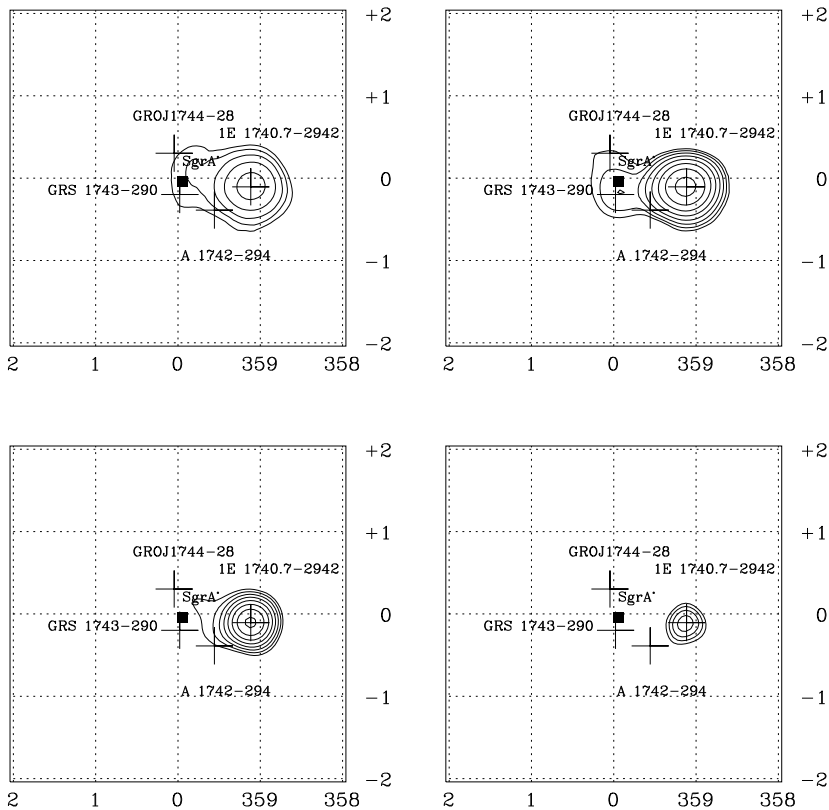 +2
+2
+1
+1
GROJ1744-28
GROJ1744-28
1E 1740.7-2942
1E 1740.7-2942
SgrA*
SgrA
0
0
GRS 1743-290
GRS 1743-290
A 1742-294
A 1742-294
-1
-1
-2
-2
2 1 0 359 358
2 1 0 359 358
+2
+2
+1
+1
GROJ1744-28
GROJ1744-28
1E 1740.7-2942
1E 1740.7-2942
SgrA*
SgrA*
0
0
GRS 1743-290
GRS 1743-290
A 1742-294
A 1742-294
-1
-1
-2
-2
2 1 0 359 358
2 1 0 359 358